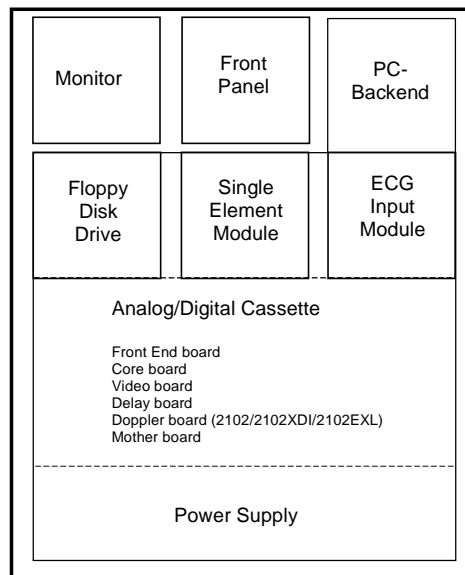 Monitor
Front
Panel
PC-
Backend
Floppy
Disk
Drive
Single
Element
Module
ECG
Input
Module
Analog/Digital Cassette
Front End board
Core board
Video board
Delay board
Doppler board (2102/2102XDI/2102EXL)
Mother board
Power Supply